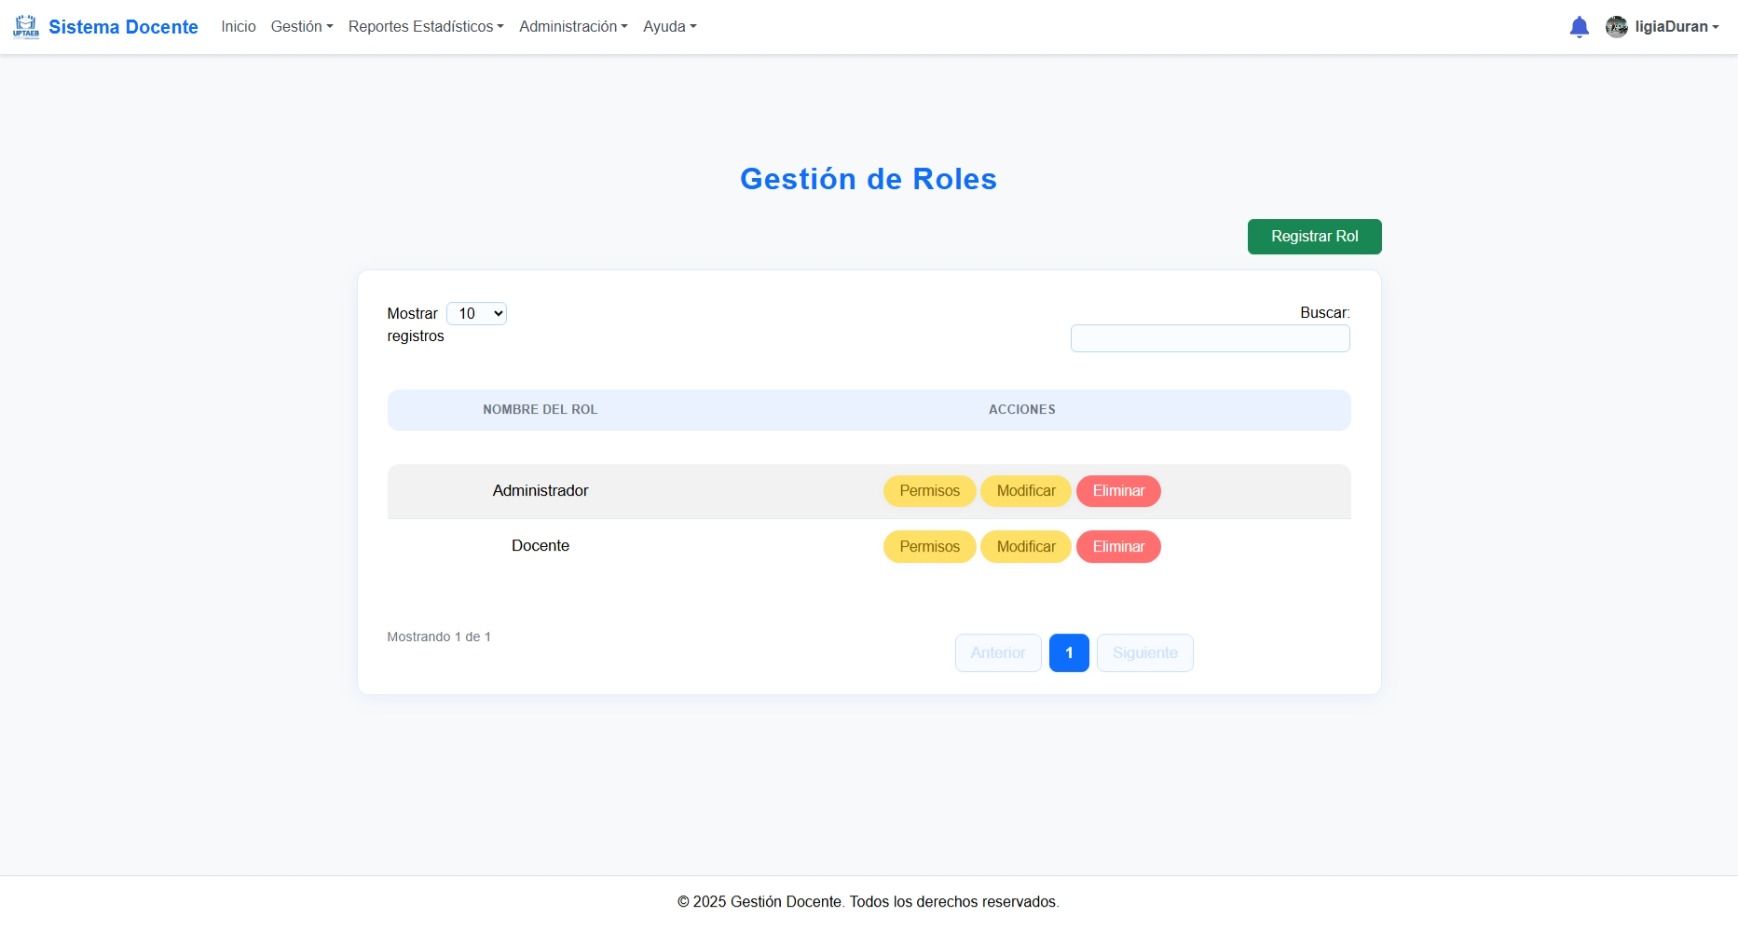 UPTAEB
Sistema Docente Inicio Gestión Reportes Estadísticos Administración Ayuda ligiaDuran
Gestión de Roles
Registrar Rol
Mostrar 10 registros
Buscar:
NOMBRE DEL ROL ACCIONES
Administrador Permisos Modificar Eliminar
Docente Permisos Modificar Eliminar
Mostrando 1 de 1
Anterior 1 Siguiente
© 2025 Gestión Docente. Todos los derechos reservados.